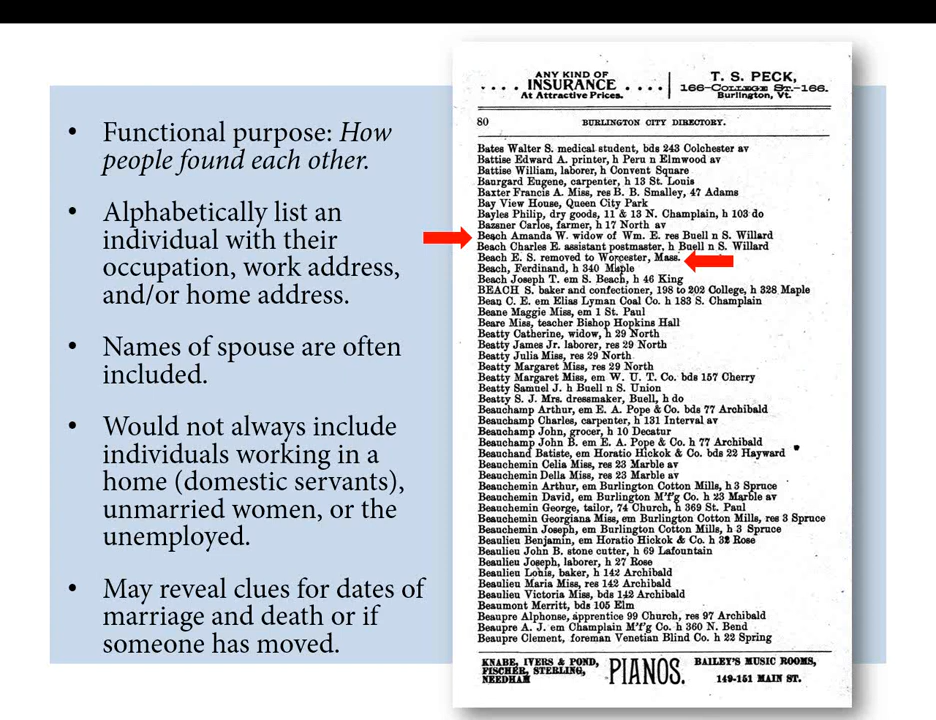 • Functional purpose: How
people found each other.
• Alphabetically list an
individual with their
occupation, work address,
and/or home address.
• Names of spouse are often
included.
• Would not always include
individuals working in a
home (domestic servants),
unmarried women, or the
unemployed.
• May reveal clues for dates of
marriage and death or if
someone has moved.
ANY KIND OF
. . . . INSURANCE . . . .
At Attractive Prices.
T. S. PECK,
166-COLLEGE ST.-166.
Burlington, Vt.
80 BURLINGTON CITY DIRECTORY.
Bates Walter S. medical student, bds 243 Colchester av
Battise Edward A. printer, h Peru n Elmwood av
Battise William, laborer, h Convent Square
Baurgard Eugene, carpenter, h 13 St. Louis
Baxter Francis A. Miss, res B. B. Smalley, 47 Adams
Bay View House, Queen City Park
Bayles Philip, dry goods, 11 & 13 N. Champlain, h 103 do
Bazsner Carlos, farmer, h 17 North av
Beach Amanda W. widow of Wm. E. res Buell n S. Willard
Beach Charles E. assistant postmaster, h Buell n S. Willard
Beach E. S. removed to Worcester, Mass.
Beach, Ferdinand, h 340 Maple
Beach Joseph T. em S. Beach, h 46 King
BEACH S. baker and confectioner, 198 to 202 College, h 328 Maple
Bean C. E. em Elias Lyman Coal Co. h 183 S. Champlain
Beane Maggie Miss, em 1 St. Paul
Beare Miss, teacher Bishop Hopkins Hall
Beatty Catherine, widow, h 29 North
Beatty James Jr. laborer, res 29 North
Beatty Julia Miss, res 29 North
Beatty Margaret Miss, res 29 North
Beatty Margaret Miss, em W. U. T. Co. bds 157 Cherry
Beatty Samuel J. h Buell n S. Union
Beatty S. J. Mrs. dressmaker, Buell, h do
Beauchamp Arthur, em E. A. Pope & Co. bds 77 Archibald
Beauchamp Charles, carpenter, h 131 Interval av
Beauchamp John, grocer, h 10 Decatur
Beauchamp John B. em E. A. Pope & Co. h 77 Archibald
Beauchand Batiste, em Horatio Hickok & Co. bds 22 Hayward
Beauchemin Celia Miss, res 23 Marble av
Beauchemin Della Miss, res 23 Marble av
Beauchemin Arthur, em Burlington Cotton Mills, h 3 Spruce
Beauchemin David, em Burlington M'f'g Co. h 23 Marble av
Beauchemin George, tailor, 74 Church, h 369 St. Paul
Beauchemin Georgiana Miss, em Burlington Cotton Mills, res 3 Spruce
Beauchemin Joseph, em Burlington Cotton Mills, h 3 Spruce
Beaulieu Benjamin, em Horatio Hickok & Co. h 32 Rose
Beaulieu John B. stone cutter, h 69 Lafountain
Beaulieu Joseph, laborer, h 27 Rose
Beaulieu Louis, baker, h 142 Archibald
Beaulieu Maria Miss, res 142 Archibald
Beaulieu Victoria Miss, bds 142 Archibald
Beaumont Merritt, bds 105 Elm
Beaupre Alphonse, apprentice 99 Church, res 97 Archibald
Beaupre A. J. em Champlain M'f'g Co. h 360 N. Bend
Beaupre Clement, foreman Venetian Blind Co. h 22 Spring
KNABE, IVERS & POND,
FISCHER, STERLING,
NEEDHAM
PIANOS.
BAILEY'S MUSIC ROOMS,
149-151 MAIN ST.